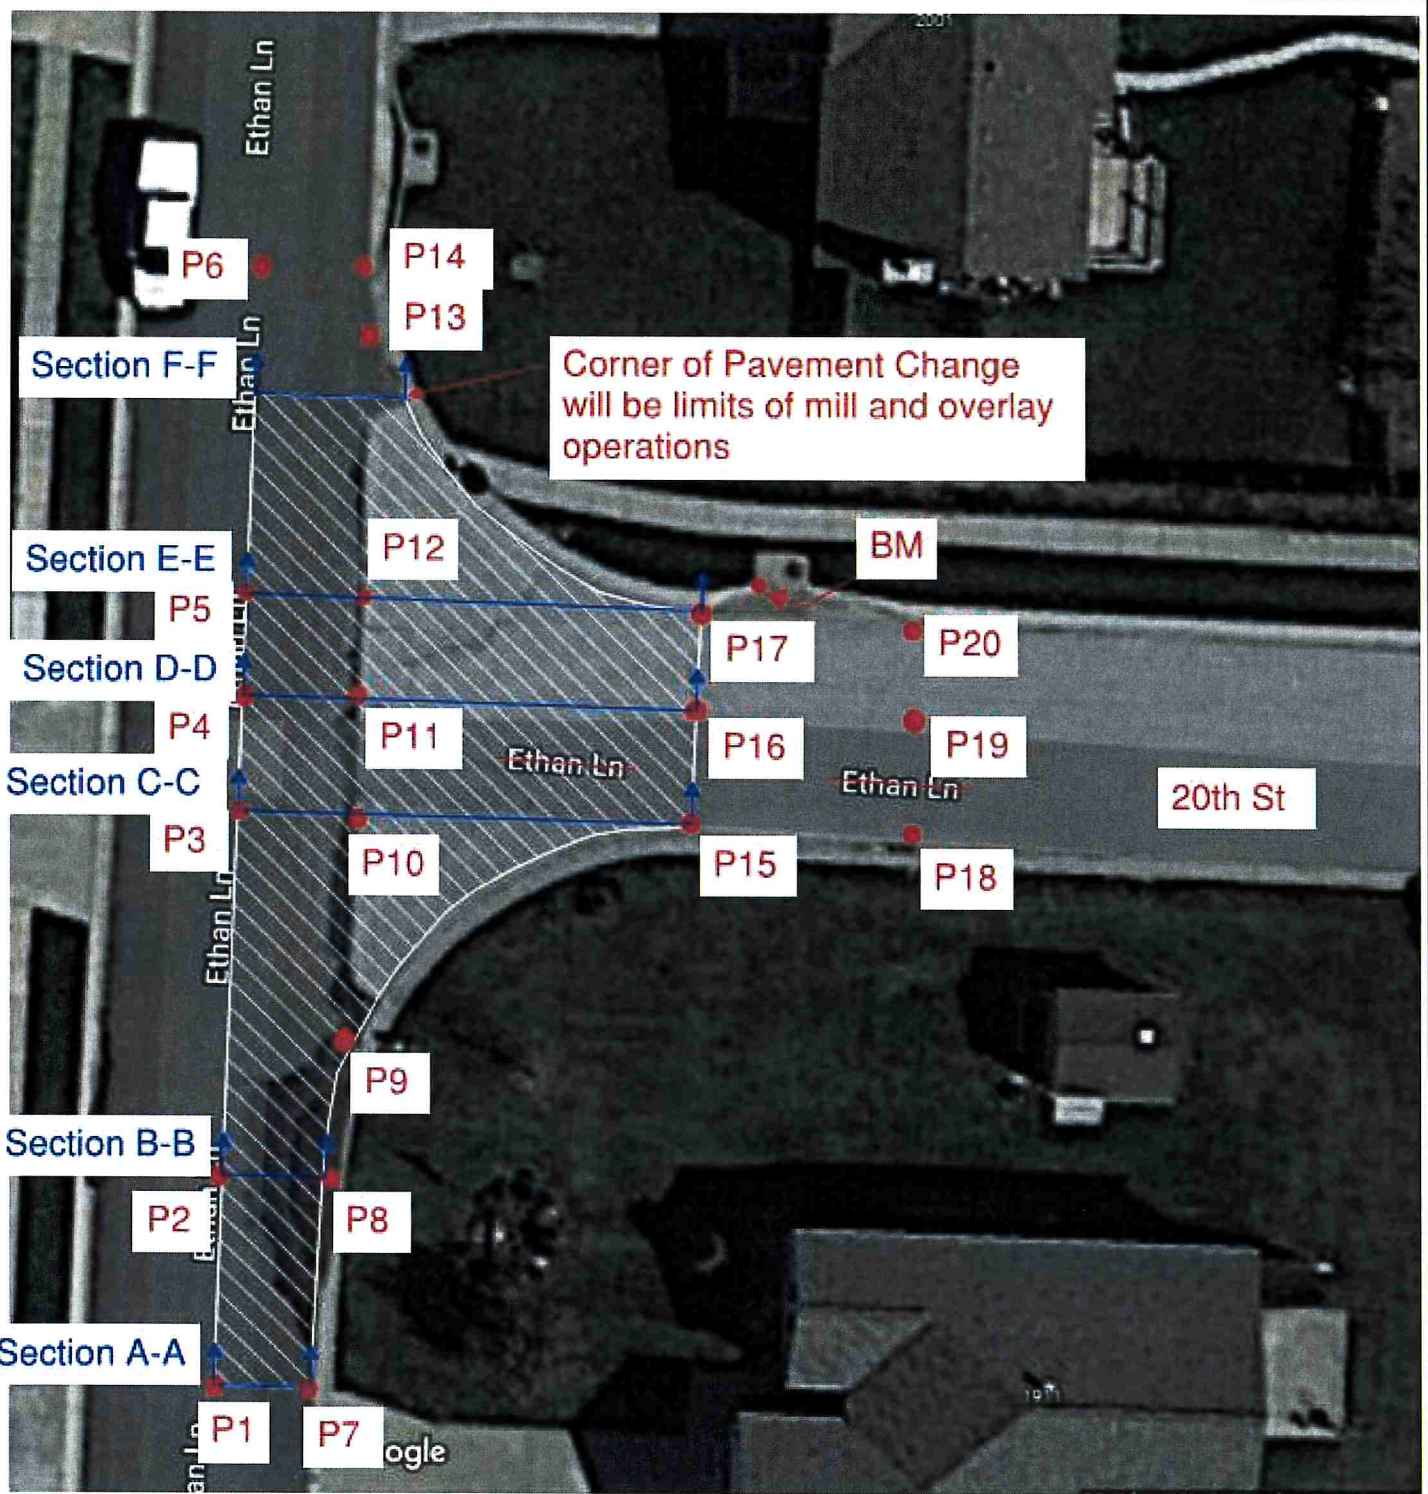 2001
Ethan Ln
P6
P14
P13
Section F-F
Ethan Ln
Corner of Pavement Change
will be limits of mill and overlay
operations
P12
BM
Section E-E
P5
P17
P20
Section D-D
P4
P11
P16
P19
Ethan Ln
Ethan Ln
20th St
Section C-C
P3
P10
P15
P18
Ethan Ln
P9
Section B-B
P2
P8
Section A-A
P1
P7
ogle